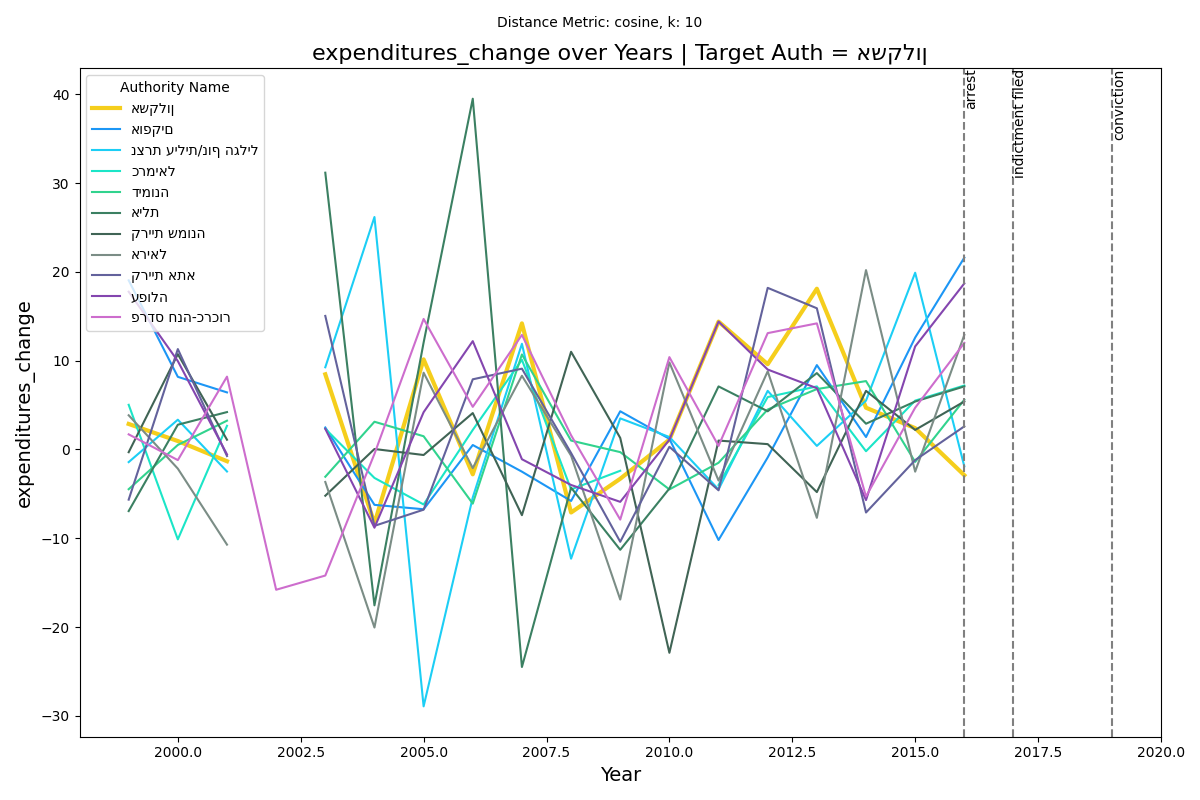 Distance Metric: cosine, k: 10
expenditures_change over Years | Target Auth = אשקלון
Authority Name
אשקלון
אופקים
נצרת עילית/נוף הגליל
כרמיאל
דימונה
אילת
קריית שמונה
אריאל
קריית אתא
עפולה
פרדס חנה-כרכור
arrest
indictment filed
conviction
expenditures_change
40
30
20
10
0
−10
−20
−30
2000.0 2002.5 2005.0 2007.5 2010.0 2012.5 2015.0 2017.5 2020.0
Year